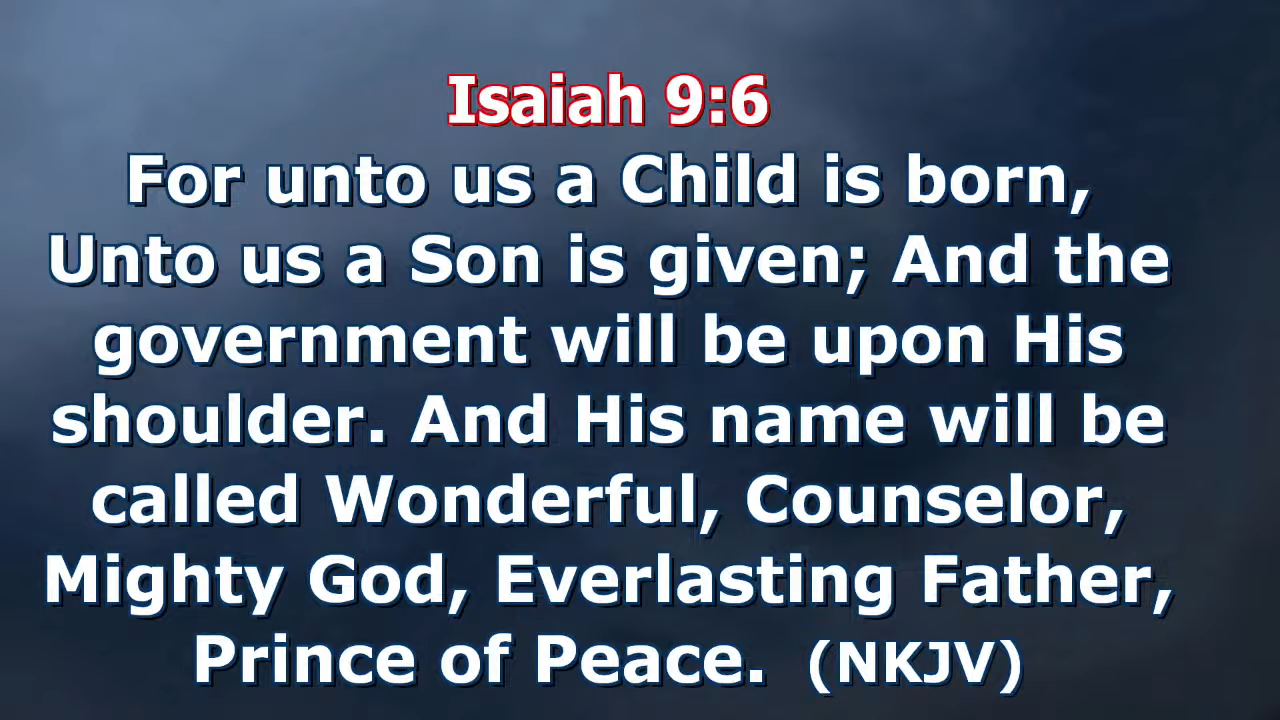 Isaiah 9:6
For unto us a Child is born,
Unto us a Son is given; And the
government will be upon His
shoulder. And His name will be
called Wonderful, Counselor,
Mighty God, Everlasting Father,
Prince of Peace. (NKJV)